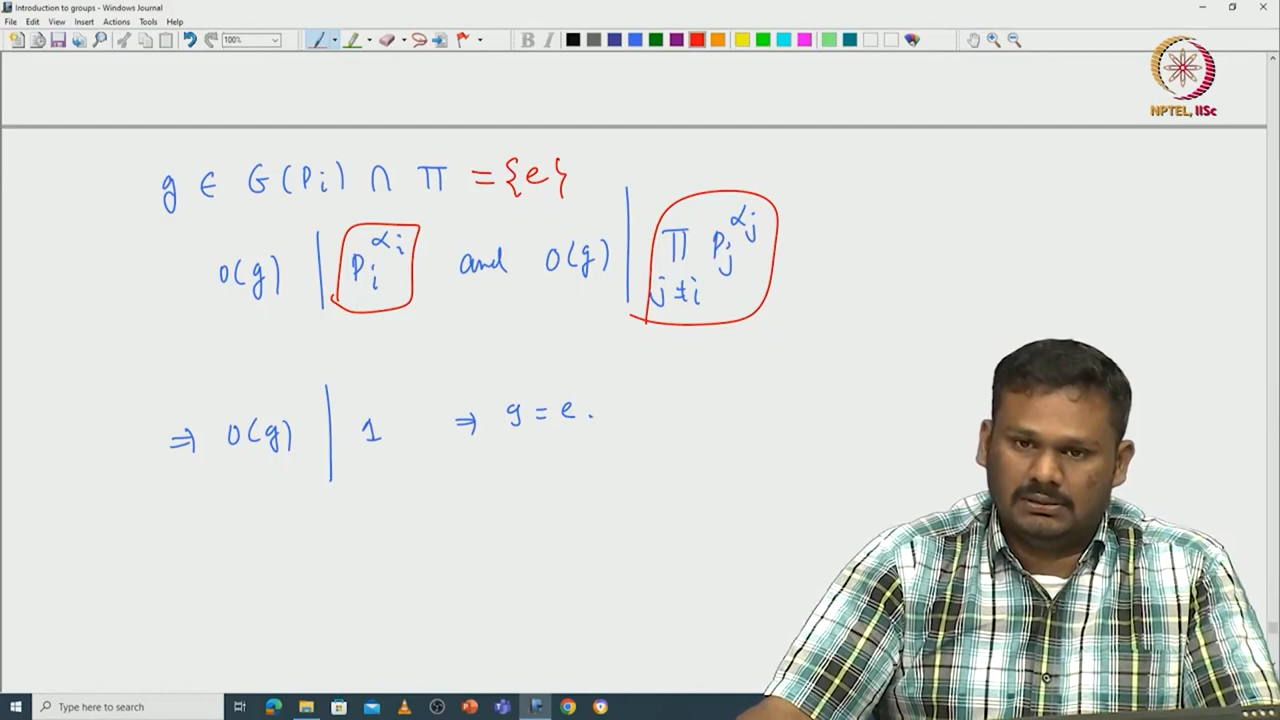 Introduction to groups - Windows Journal
File Edit View Insert Actions Tools Help
100%
B I
NPTEL, IISc
g ∈ G(Pi) ∩ Π = {e}
o(g) | Pi^αi and o(g) | Π j≠i Pj^αj
⇒ o(g) | 1 ⇒ g = e.
Type here to search